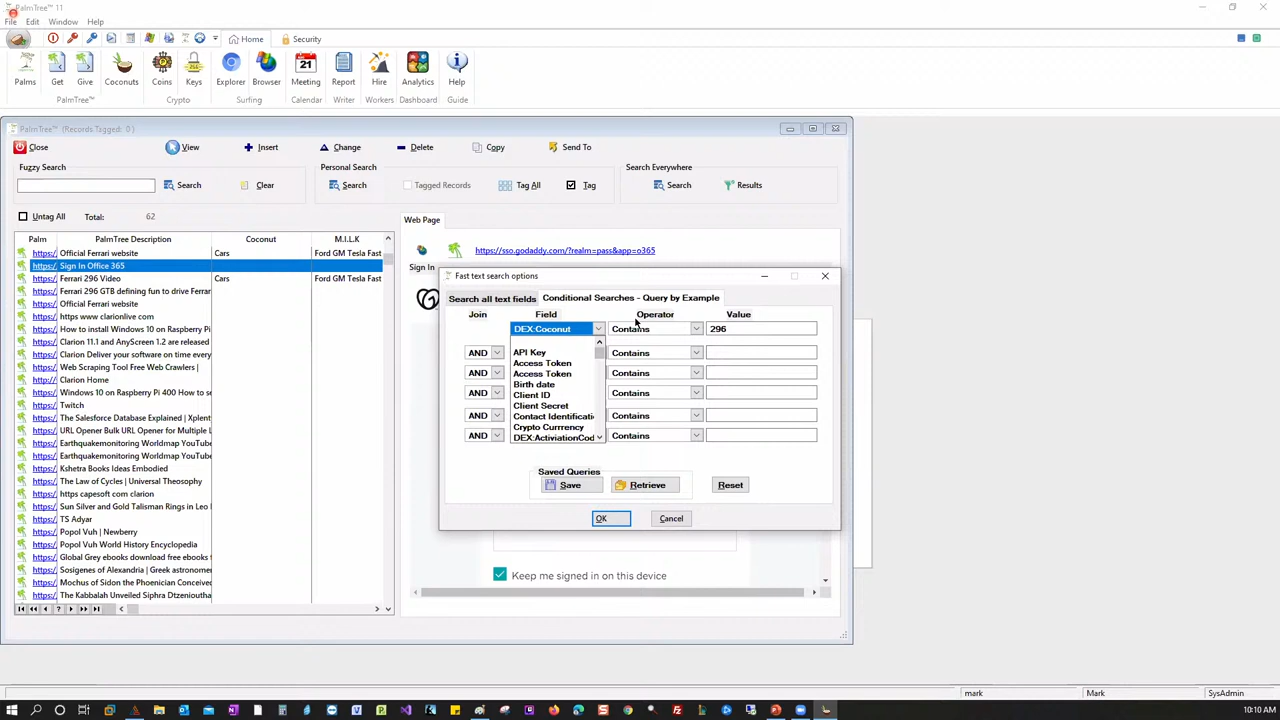 PalmTree™ 11
File Edit Window Help
Home Security
Palms Get Give Coconuts Coins Keys Explorer Browser Meeting Report Hire Analytics Help
21
PalmTree™ Crypto Surfing Calendar Writer Workers Dashboard Guide
PalmTree™ (Records Tagged: 0 )
Close View Insert Change Delete Copy Send To
Fuzzy Search Personal Search Search Everywhere
Search Clear Search Tagged Records Tag All Tag Search Results
Untag All Total: 62
Web Page
Palm PalmTree Description Coconut M.I.L.K
https:/ Official Ferrari website Cars Ford GM Tesla Fast
https:/ Sign In Office 365
https:/ Ferrari 296 Video Cars Ford GM Tesla Fast
https:/ Ferrari 296 GTB defining fun to drive Ferrar
https:/ Official Ferrari website
https:/ https www clarionlive com
https:/ How to install Windows 10 on Raspberry Pi
https:/ Clarion 11.1 and AnyScreen 1.2 are released
https:/ Clarion Deliver your software on time every
https:/ Web Scraping Tool Free Web Crawlers |
https:/ Clarion Home
https:/ Windows 10 on Raspberry Pi 400 How to se
https:/ Twitch
https:/ The Salesforce Database Explained | Xplent
https:/ URL Opener Bulk URL Opener for Multiple L
https:/ Earthquakemonitoring Worldmap YouTube
https:/ Earthquakemonitoring Worldmap YouTube
https:/ Kshetra Books Ideas Embodied
https:/ The Law of Cycles | Universal Theosophy
https:/ https capesoft com clarion
https:/ Sun Silver and Gold Talisman Rings in Leo I
https:/ TS Adyar
https:/ Popol Vuh | Newberry
https:/ Popol Vuh World History Encyclopedia
https:/ Global Grey ebooks download free ebooks f
https:/ Sosigenes of Alexandria | Greek astronome
https:/ Mochus of Sidon the Phoenician Conceived
https:/ The Kabbalah Unveiled Siphra Dtzenioutha
https://sso.godaddy.com/?realm=pass&app=o365
Sign In
Fast text search options
Search all text fields Conditional Searches - Query by Example
Join Field Operator Value
DEX:Coconut Contains 296
AND Contains
AND Contains
AND Contains
AND Contains
AND Contains
API Key
Access Token
Access Token
Birth date
Client ID
Client Secret
Contact Identificati
Crypto Currrency
DEX:ActiviationCod
Saved Queries
Save Retrieve Reset
OK Cancel
Keep me signed in on this device
mark Mark SysAdmin
10:10 AM